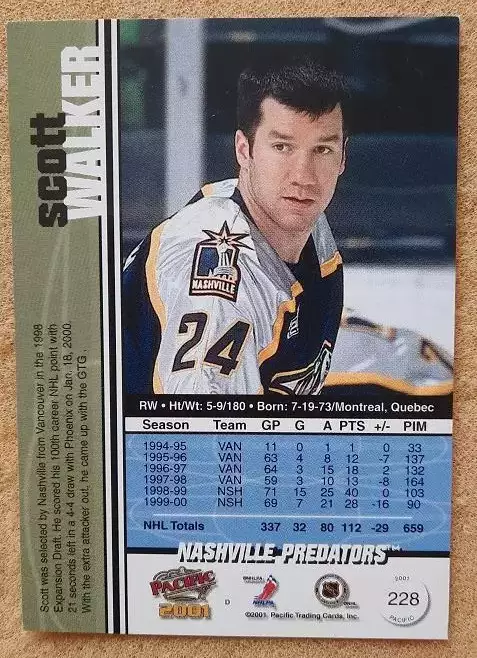 scott
WALKER
Scott was selected by Nashville from Vancouver in the 1998
Expansion Draft. He scored his 100th career NHL point with
21 seconds left in a 4-4 draw with Phoenix on Jan. 18, 2000.
With the extra attacker out, he came up with the GTG.
NASHVILLE
24
RW • Ht/Wt: 5-9/180 • Born: 7-19-73/Montreal, Quebec
Season Team GP G A PTS +/- PIM
1994-95 VAN 11 0 1 1 0 33
1995-96 VAN 63 4 8 12 -7 137
1996-97 VAN 64 3 15 18 2 132
1997-98 VAN 59 3 10 13 -8 164
1998-99 NSH 71 15 25 40 0 103
1999-00 NSH 69 7 21 28 -16 90
NHL Totals 337 32 80 112 -29 659
NASHVILLE PREDATORS™
PACIFIC
2001
D
NHLPA
©2001 Pacific Trading Cards, Inc.
2001
228
PACIFIC